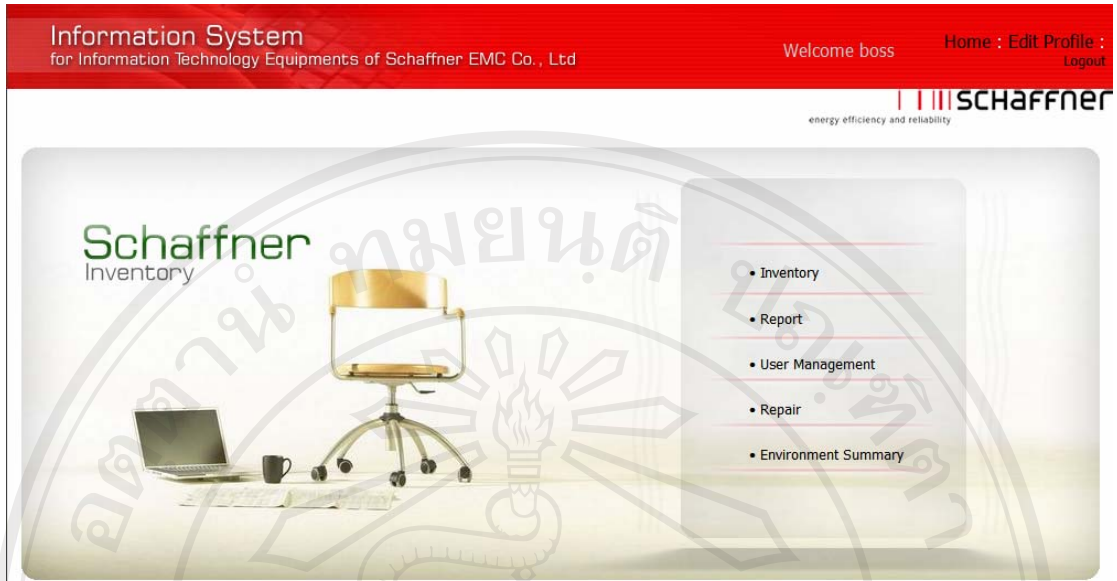 Information System
for Information Technology Equipments of Schaffner EMC Co., Ltd
Welcome boss
Home : Edit Profile :
Logout
schaffner
energy efficiency and reliability
Schaffner
Inventory
• Inventory
• Report
• User Management
• Repair
• Environment Summary